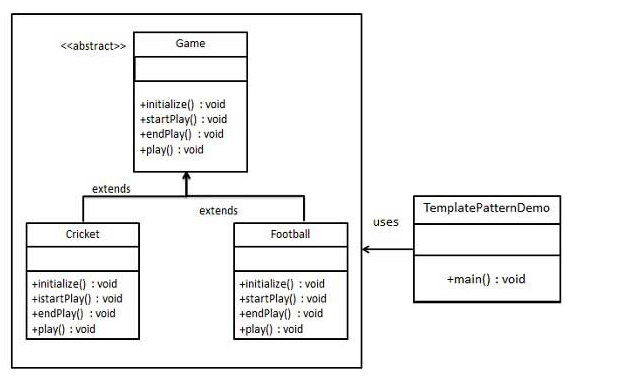 <<abstract>>
Game
+initialize() : void
+startPlay() : void
+endPlay() : void
+play() : void
extends
extends
Cricket
+initialize() : void
+istartPlay() : void
+endPlay() : void
+play() : void
Football
+initialize() : void
+startPlay() : void
+endPlay() : void
+play() : void
uses
TemplatePatternDemo
+main() : void